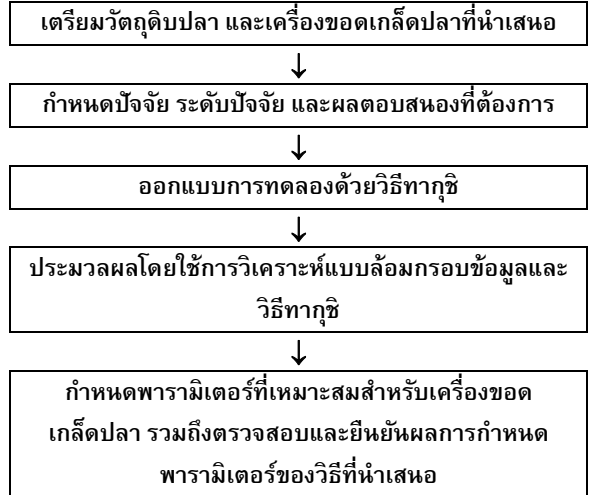 เตรียมวัตถุดิบปลา และเครื่องขอดเกล็ดปลาที่นำเสนอ
กำหนดปัจจัย ระดับปัจจัย และผลตอบสนองที่ต้องการ
ออกแบบการทดลองด้วยวิธีทากุชิ
ประมวลผลโดยใช้การวิเคราะห์แบบล้อมกรอบข้อมูลและ
วิธีทากุชิ
กำหนดพารามิเตอร์ที่เหมาะสมสำหรับเครื่องขอด
เกล็ดปลา รวมถึงตรวจสอบและยืนยันผลการกำหนด
พารามิเตอร์ของวิธีที่นำเสนอ